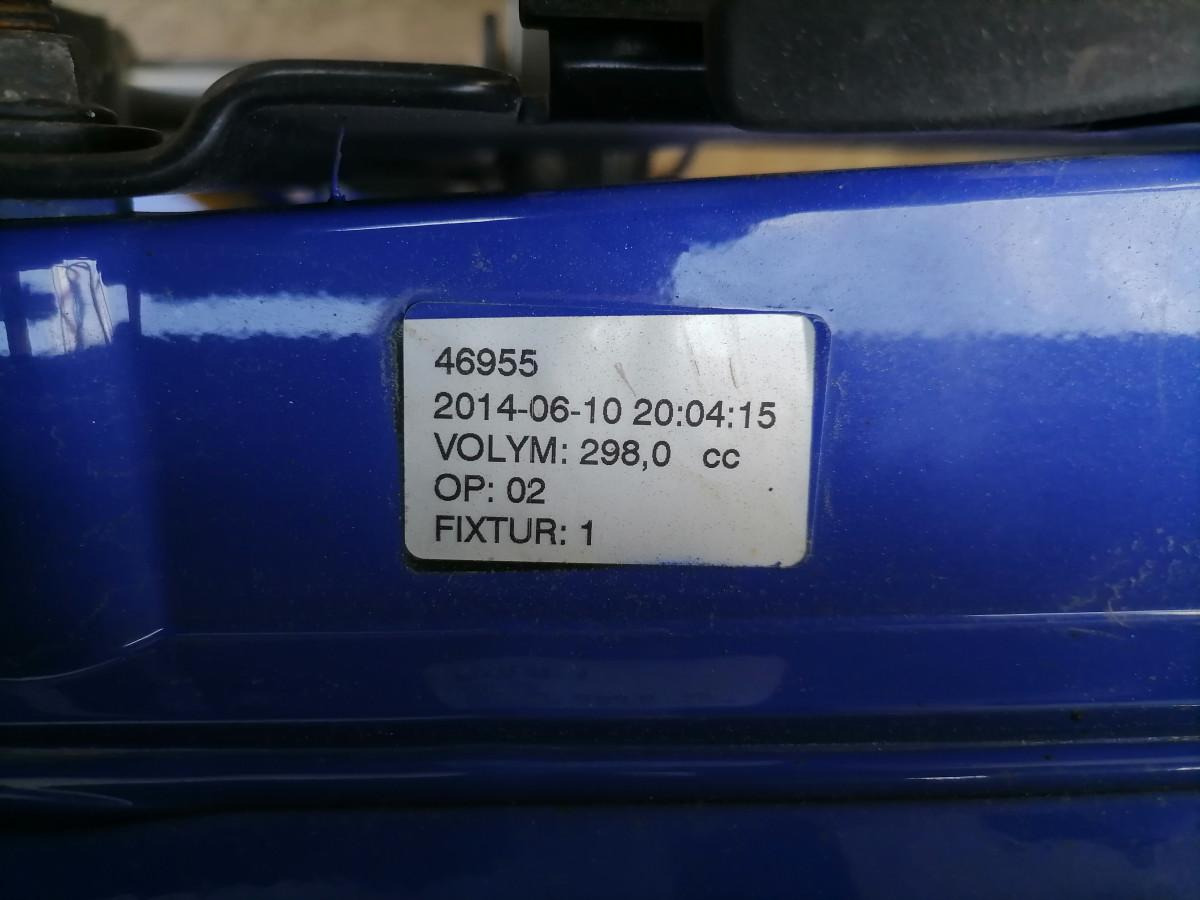 46955
2014-06-10 20:04:15
VOLYM: 298,0 cc
OP: 02
FIXTUR: 1